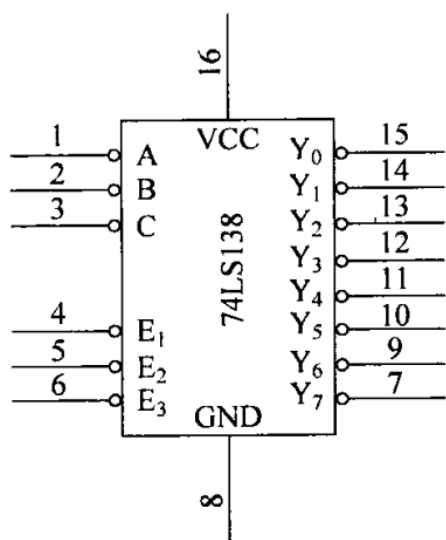 16
VCC
1 A Y₀ 15
2 B Y₁ 14
3 C Y₂ 13
Y₃ 12
74LS138
Y₄ 11
4 E₁ Y₅ 10
5 E₂ Y₆ 9
6 E₃ Y₇ 7
GND
8